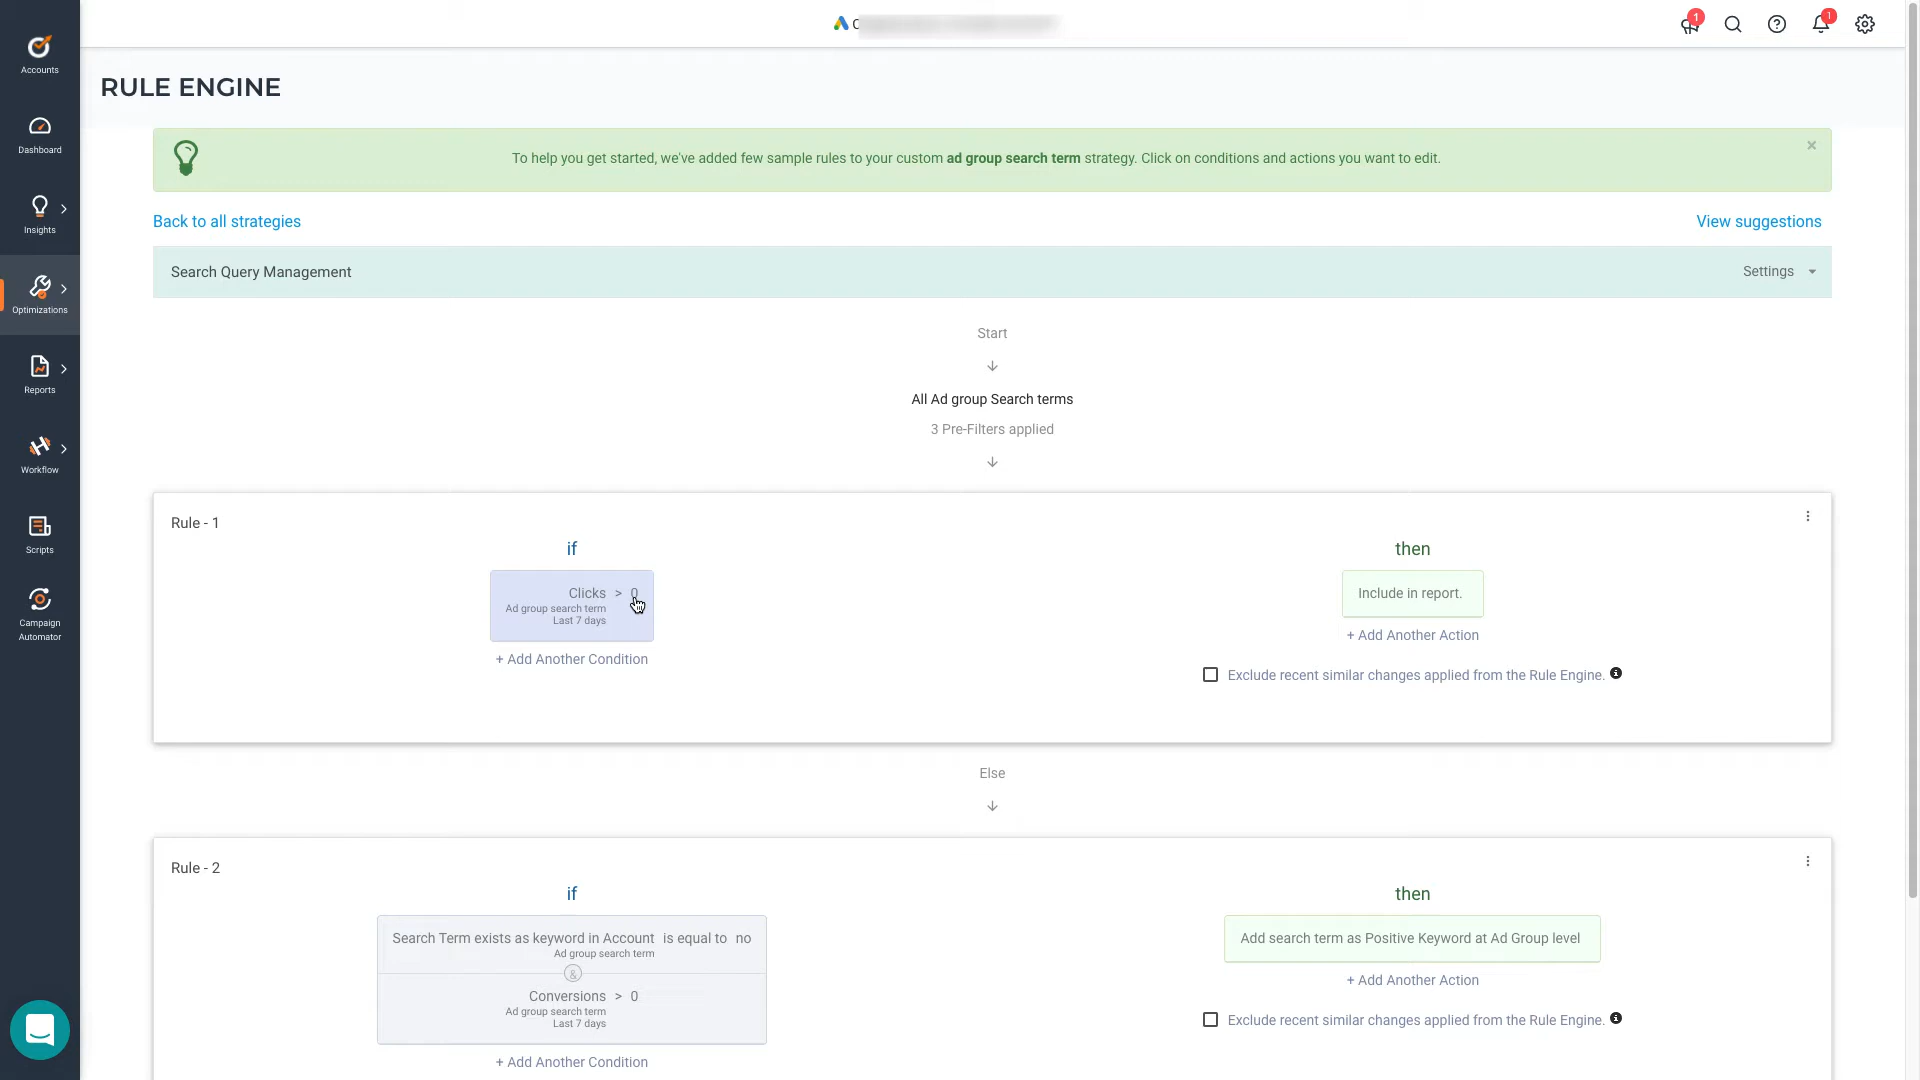 Accounts
Dashboard
Insights
Optimizations
Reports
Workflow
Scripts
Campaign
Automator
1
1
RULE ENGINE
To help you get started, we've added few sample rules to your custom ad group search term strategy. Click on conditions and actions you want to edit.
×
Back to all strategies
View suggestions
Search Query Management
Settings
Start
All Ad group Search terms
3 Pre-Filters applied
Rule - 1
if
Clicks > 0
Ad group search term
Last 7 days
+ Add Another Condition
then
Include in report.
+ Add Another Action
Exclude recent similar changes applied from the Rule Engine.
Else
Rule - 2
if
Search Term exists as keyword in Account is equal to no
Ad group search term
&
Conversions > 0
Ad group search term
Last 7 days
+ Add Another Condition
then
Add search term as Positive Keyword at Ad Group level
+ Add Another Action
Exclude recent similar changes applied from the Rule Engine.